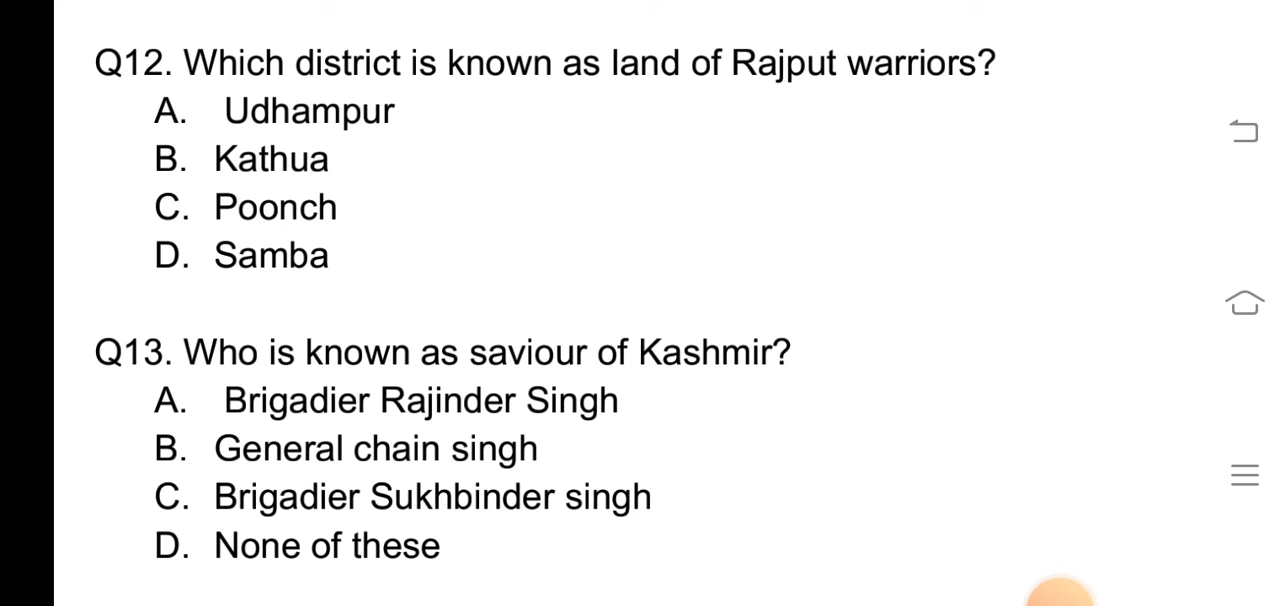 Q12. Which district is known as land of Rajput warriors?
A. Udhampur
B. Kathua
C. Poonch
D. Samba
Q13. Who is known as saviour of Kashmir?
A. Brigadier Rajinder Singh
B. General chain singh
C. Brigadier Sukhbinder singh
D. None of these